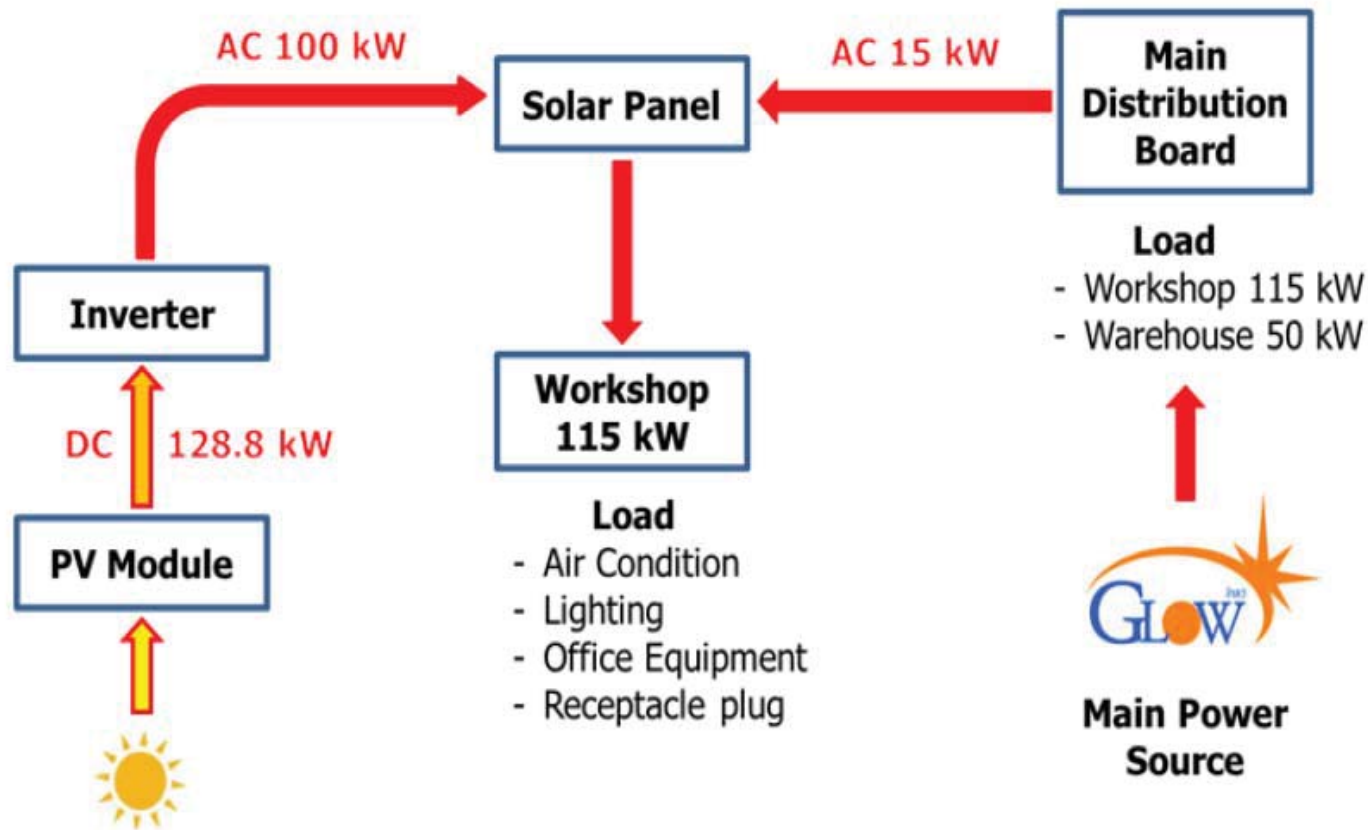 AC 100 kW
Solar Panel
AC 15 kW
Main
Distribution
Board
Load
- Workshop 115 kW
- Warehouse 50 kW
Inverter
DC 128.8 kW
PV Module
Workshop
115 kW
Load
- Air Condition
- Lighting
- Office Equipment
- Receptacle plug
GLOW
Main Power
Source